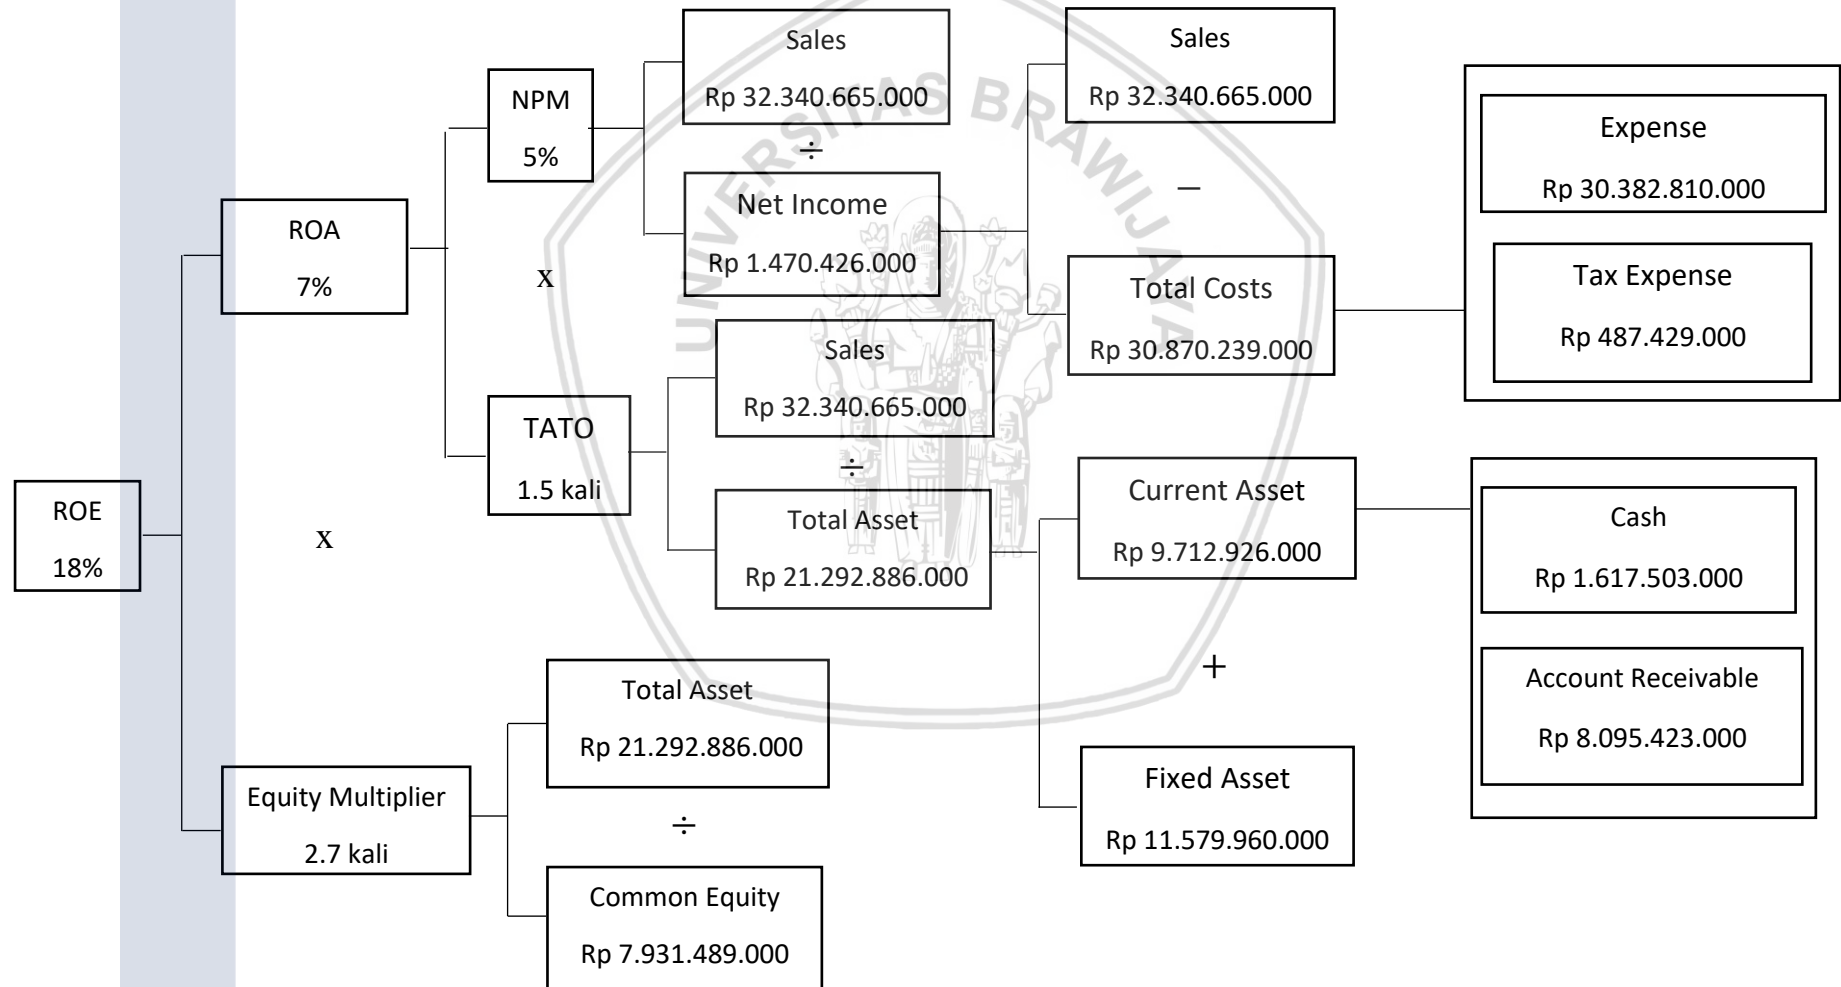 Sales
Rp 32.340.665.000
Sales
Rp 32.340.665.000
NPM
5%
÷
Expense
Rp 30.382.810.000
–
Net Income
Rp 1.470.426.000
ROA
7%
x
Total Costs
Rp 30.870.239.000
Tax Expense
Rp 487.429.000
Sales
Rp 32.340.665.000
TATO
1.5 kali
÷
ROE
18%
x
Total Asset
Rp 21.292.886.000
Current Asset
Rp 9.712.926.000
Cash
Rp 1.617.503.000
+
Account Receivable
Rp 8.095.423.000
Total Asset
Rp 21.292.886.000
Equity Multiplier
2.7 kali
÷
Fixed Asset
Rp 11.579.960.000
Common Equity
Rp 7.931.489.000
UNIVERSITAS BRAWIJAYA